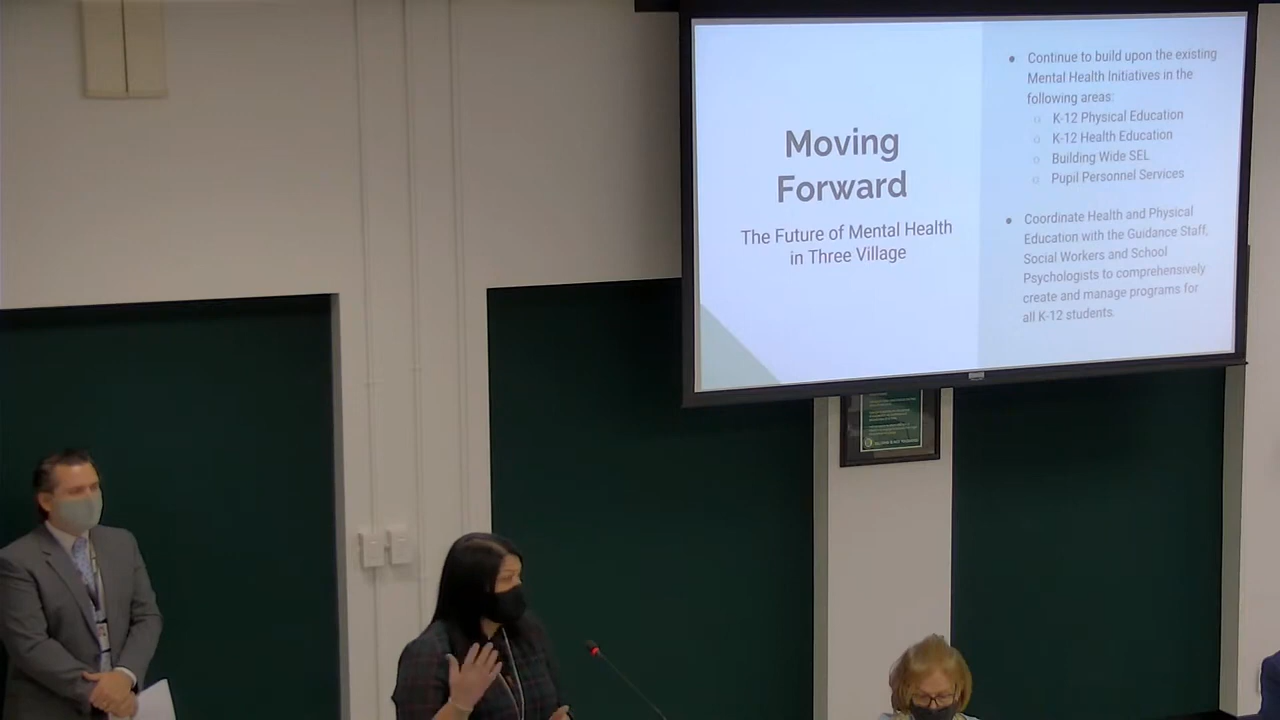 Moving
Forward
The Future of Mental Health
in Three Village
Continue to build upon the existing
Mental Health Initiatives in the
following areas:
K-12 Physical Education
K-12 Health Education
Building Wide SEL
Pupil Personnel Services
Coordinate Health and Physical
Education with the Guidance Staff,
Social Workers and School
Psychologists to comprehensively
create and manage programs for
all K-12 students.